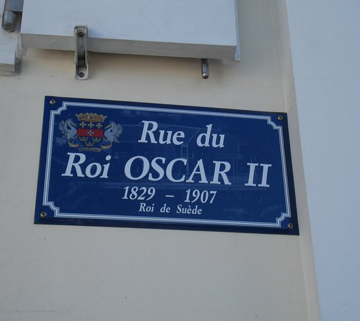 Rue du
Roi OSCAR II
1829 – 1907
Roi de Suède